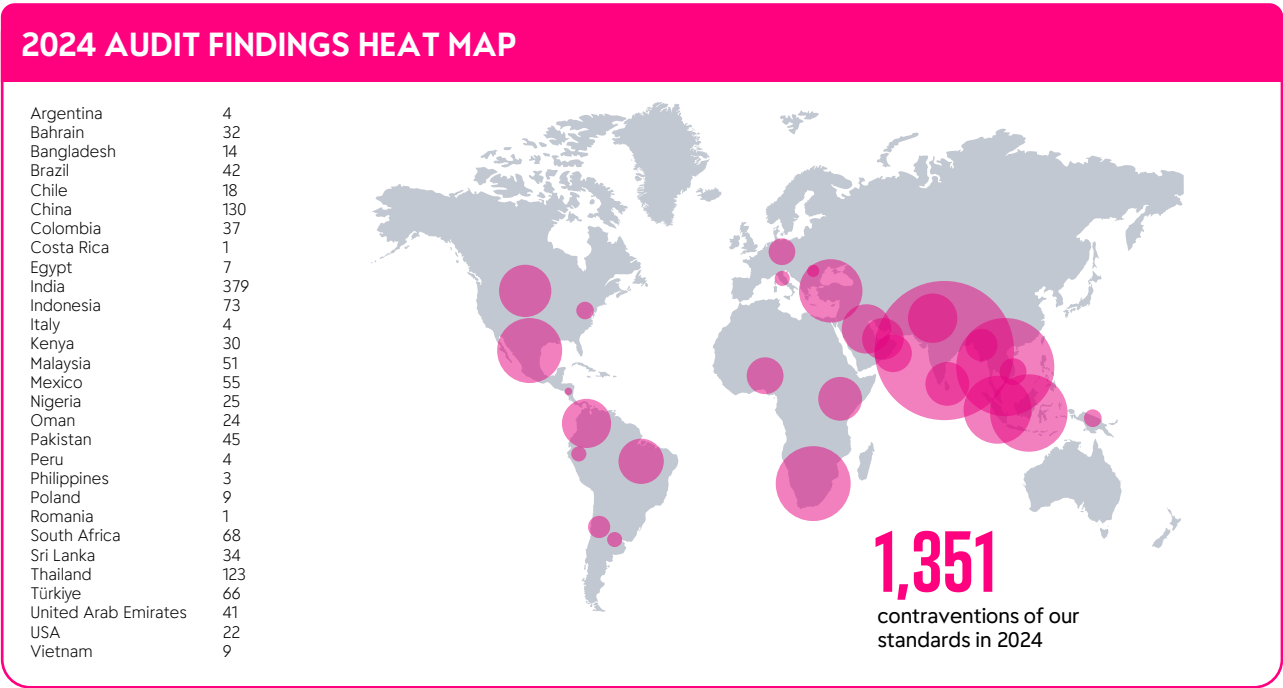 2024 AUDIT FINDINGS HEAT MAP
Argentina 4
Bahrain 32
Bangladesh 14
Brazil 42
Chile 18
China 130
Colombia 37
Costa Rica 1
Egypt 7
India 379
Indonesia 73
Italy 4
Kenya 30
Malaysia 51
Mexico 55
Nigeria 25
Oman 24
Pakistan 45
Peru 4
Philippines 3
Poland 9
Romania 1
South Africa 68
Sri Lanka 34
Thailand 123
Türkiye 66
United Arab Emirates 41
USA 22
Vietnam 9
1,351
contraventions of our
standards in 2024